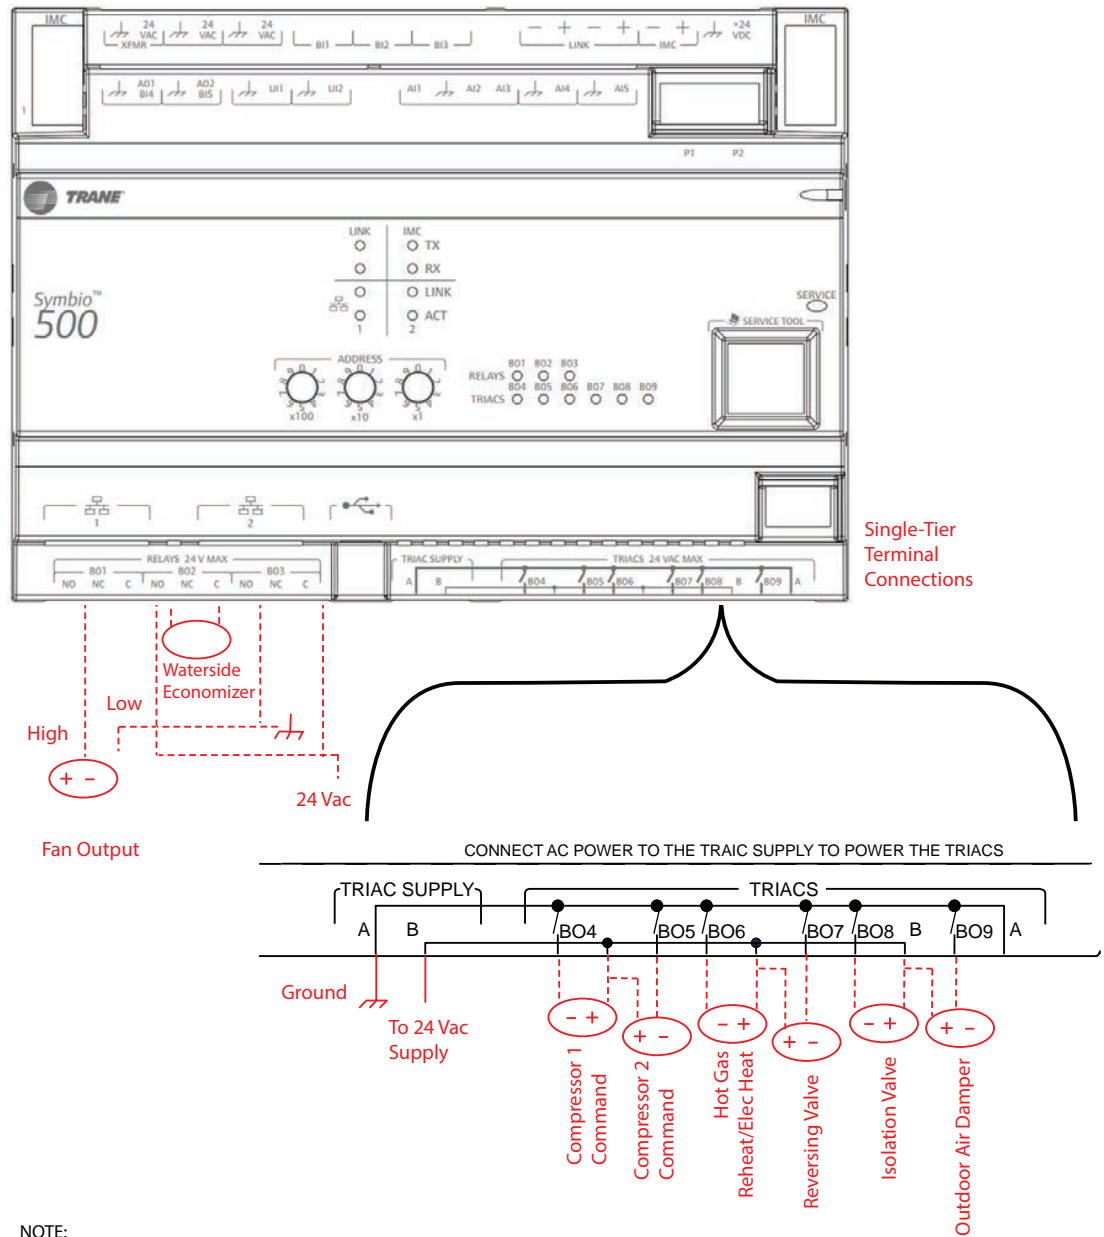 IMC
24 VAC
24 VAC
24 VAC
XFMR
BI1
BI2
BI3
LINK
IMC
+24 VDC
IMC
AO1 BI4
AO2 BI5
UI1
UI2
AI1
AI2
AI3
AI4
AI5
1
P1 P2
TRANE
LINK IMC
TX
RX
LINK
ACT
1 2
Symbio™
500
SERVICE
SERVICE TOOL
ADDRESS
x100 x10 x1
BO1 BO2 BO3
RELAYS
BO4 BO5 BO6 BO7 BO8 BO9
TRIACS
1
2
RELAYS 24 V MAX
BO1 BO2 BO3
NO NC C NO NC C NO NC C
TRIAC SUPPLY
A B
TRIACS 24 VAC MAX
BO4 BO5 BO6 BO7 BO8 B BO9 A
Single-Tier
Terminal
Connections
Waterside
Economizer
Low
High
+ -
24 Vac
Fan Output
CONNECT AC POWER TO THE TRAIC SUPPLY TO POWER THE TRIACS
TRIAC SUPPLY
TRIACS
A B BO4 BO5 BO6 BO7 BO8 B BO9 A
Ground
To 24 Vac
Supply
- +
+ -
- +
+ -
- +
+ -
Compressor 1
Command
Compressor 2
Command
Hot Gas
Reheat/Elec Heat
Reversing Valve
Isolation Valve
Outdoor Air Damper
NOTE: